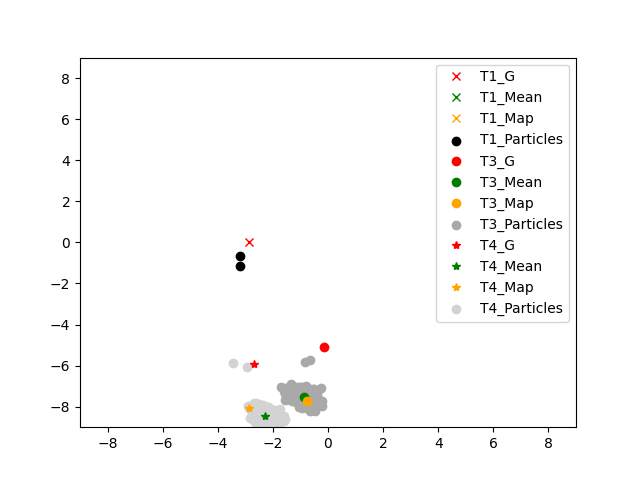 8
6
4
2
0
−2
−4
−6
−8
−8
−6
−4
−2
0
2
4
6
8
T1_G
T1_Mean
T1_Map
T1_Particles
T3_G
T3_Mean
T3_Map
T3_Particles
T4_G
T4_Mean
T4_Map
T4_Particles